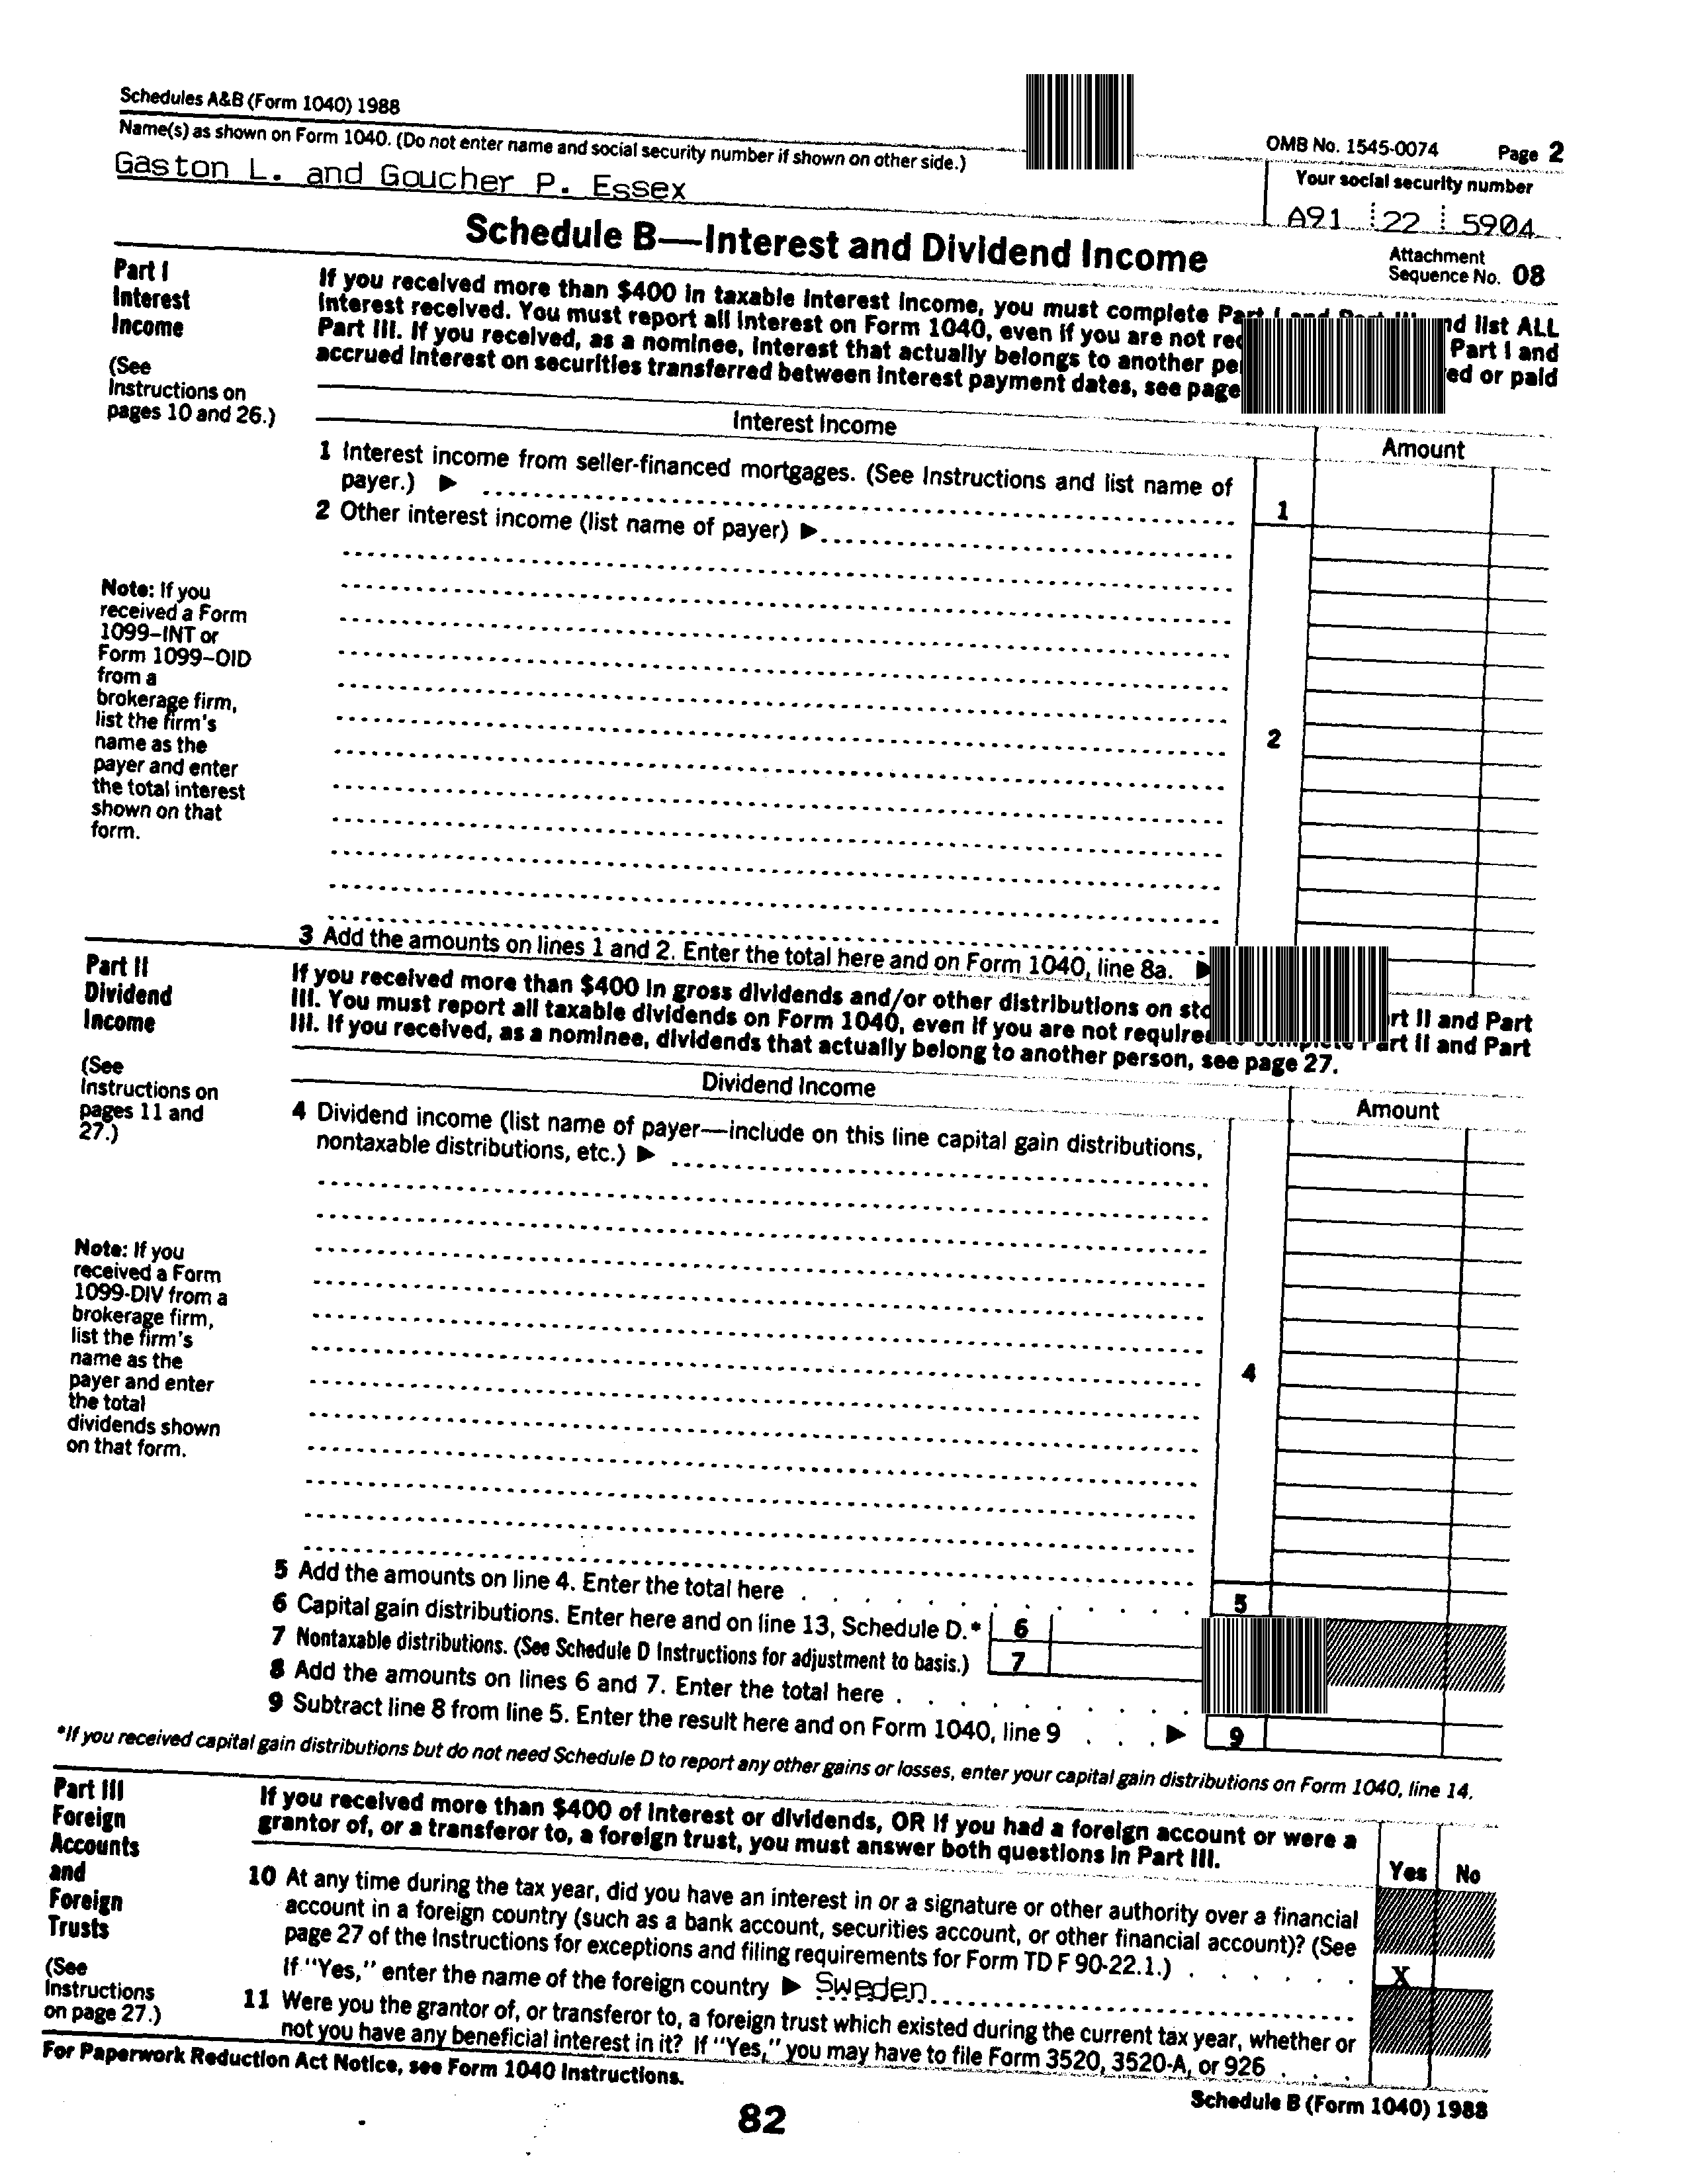 Schedules A&B (Form 1040) 1988
OMB No. 1545-0074 Page 2
Name(s) as shown on Form 1040. (Do not enter name and social security number if shown on other side.)
Your social security number
Gaston L. and Goucher P. Essex
A91 22 5904
Schedule B—Interest and Dividend Income
Attachment
Sequence No. 08
Part I
Interest
Income
(See
Instructions on
pages 10 and 26.)
If you received more than $400 in taxable interest income, you must complete Part I and Part III and list ALL
interest received. You must report all interest on Form 1040, even if you are not Part I and
Part III. If you received, as a nominee, interest that actually belongs to another or paid
accrued interest on securities transferred between interest payment dates, see page
Interest Income
Amount
1 Interest income from seller-financed mortgages. (See Instructions and list name of
payer.) ▶
1
2 Other interest income (list name of payer) ▶
Note: If you
received a Form
1099–INT or
Form 1099–OID
from a
brokerage firm,
list the firm's
name as the
payer and enter
the total interest
shown on that
form.
2
3 Add the amounts on lines 1 and 2. Enter the total here and on Form 1040, line 8a. ▶
Part II
Dividend
Income
(See
Instructions on
pages 11 and
27.)
If you received more than $400 in gross dividends and/or other distributions on Part II and Part
III. You must report all taxable dividends on Form 1040, even if you are not required to complete Part II and Part
III. If you received, as a nominee, dividends that actually belong to another person, see page 27.
Dividend Income
Amount
4 Dividend income (list name of payer—include on this line capital gain distributions,
nontaxable distributions, etc.) ▶
Note: If you
received a Form
1099-DIV from a
brokerage firm,
list the firm's
name as the
payer and enter
the total
dividends shown
on that form.
4
5 Add the amounts on line 4. Enter the total here
5
6 Capital gain distributions. Enter here and on line 13, Schedule D.* 6
7 Nontaxable distributions. (See Schedule D Instructions for adjustment to basis.) 7
8 Add the amounts on lines 6 and 7. Enter the total here
9 Subtract line 8 from line 5. Enter the result here and on Form 1040, line 9 ▶ 9
*If you received capital gain distributions but do not need Schedule D to report any other gains or losses, enter your capital gain distributions on Form 1040, line 14.
Part III
Foreign
Accounts
and
Foreign
Trusts
(See
Instructions
on page 27.)
If you received more than $400 of interest or dividends, OR if you had a foreign account or were a
grantor of, or a transferor to, a foreign trust, you must answer both questions in Part III.
Yes No
10 At any time during the tax year, did you have an interest in or a signature or other authority over a financial
account in a foreign country (such as a bank account, securities account, or other financial account)? (See
page 27 of the Instructions for exceptions and filing requirements for Form TD F 90-22.1.)
X
If "Yes," enter the name of the foreign country ▶ Sweden
11 Were you the grantor of, or transferor to, a foreign trust which existed during the current tax year, whether or
not you have any beneficial interest in it? If "Yes," you may have to file Form 3520, 3520-A, or 926
For Paperwork Reduction Act Notice, see Form 1040 Instructions.
Schedule B (Form 1040) 1988
82